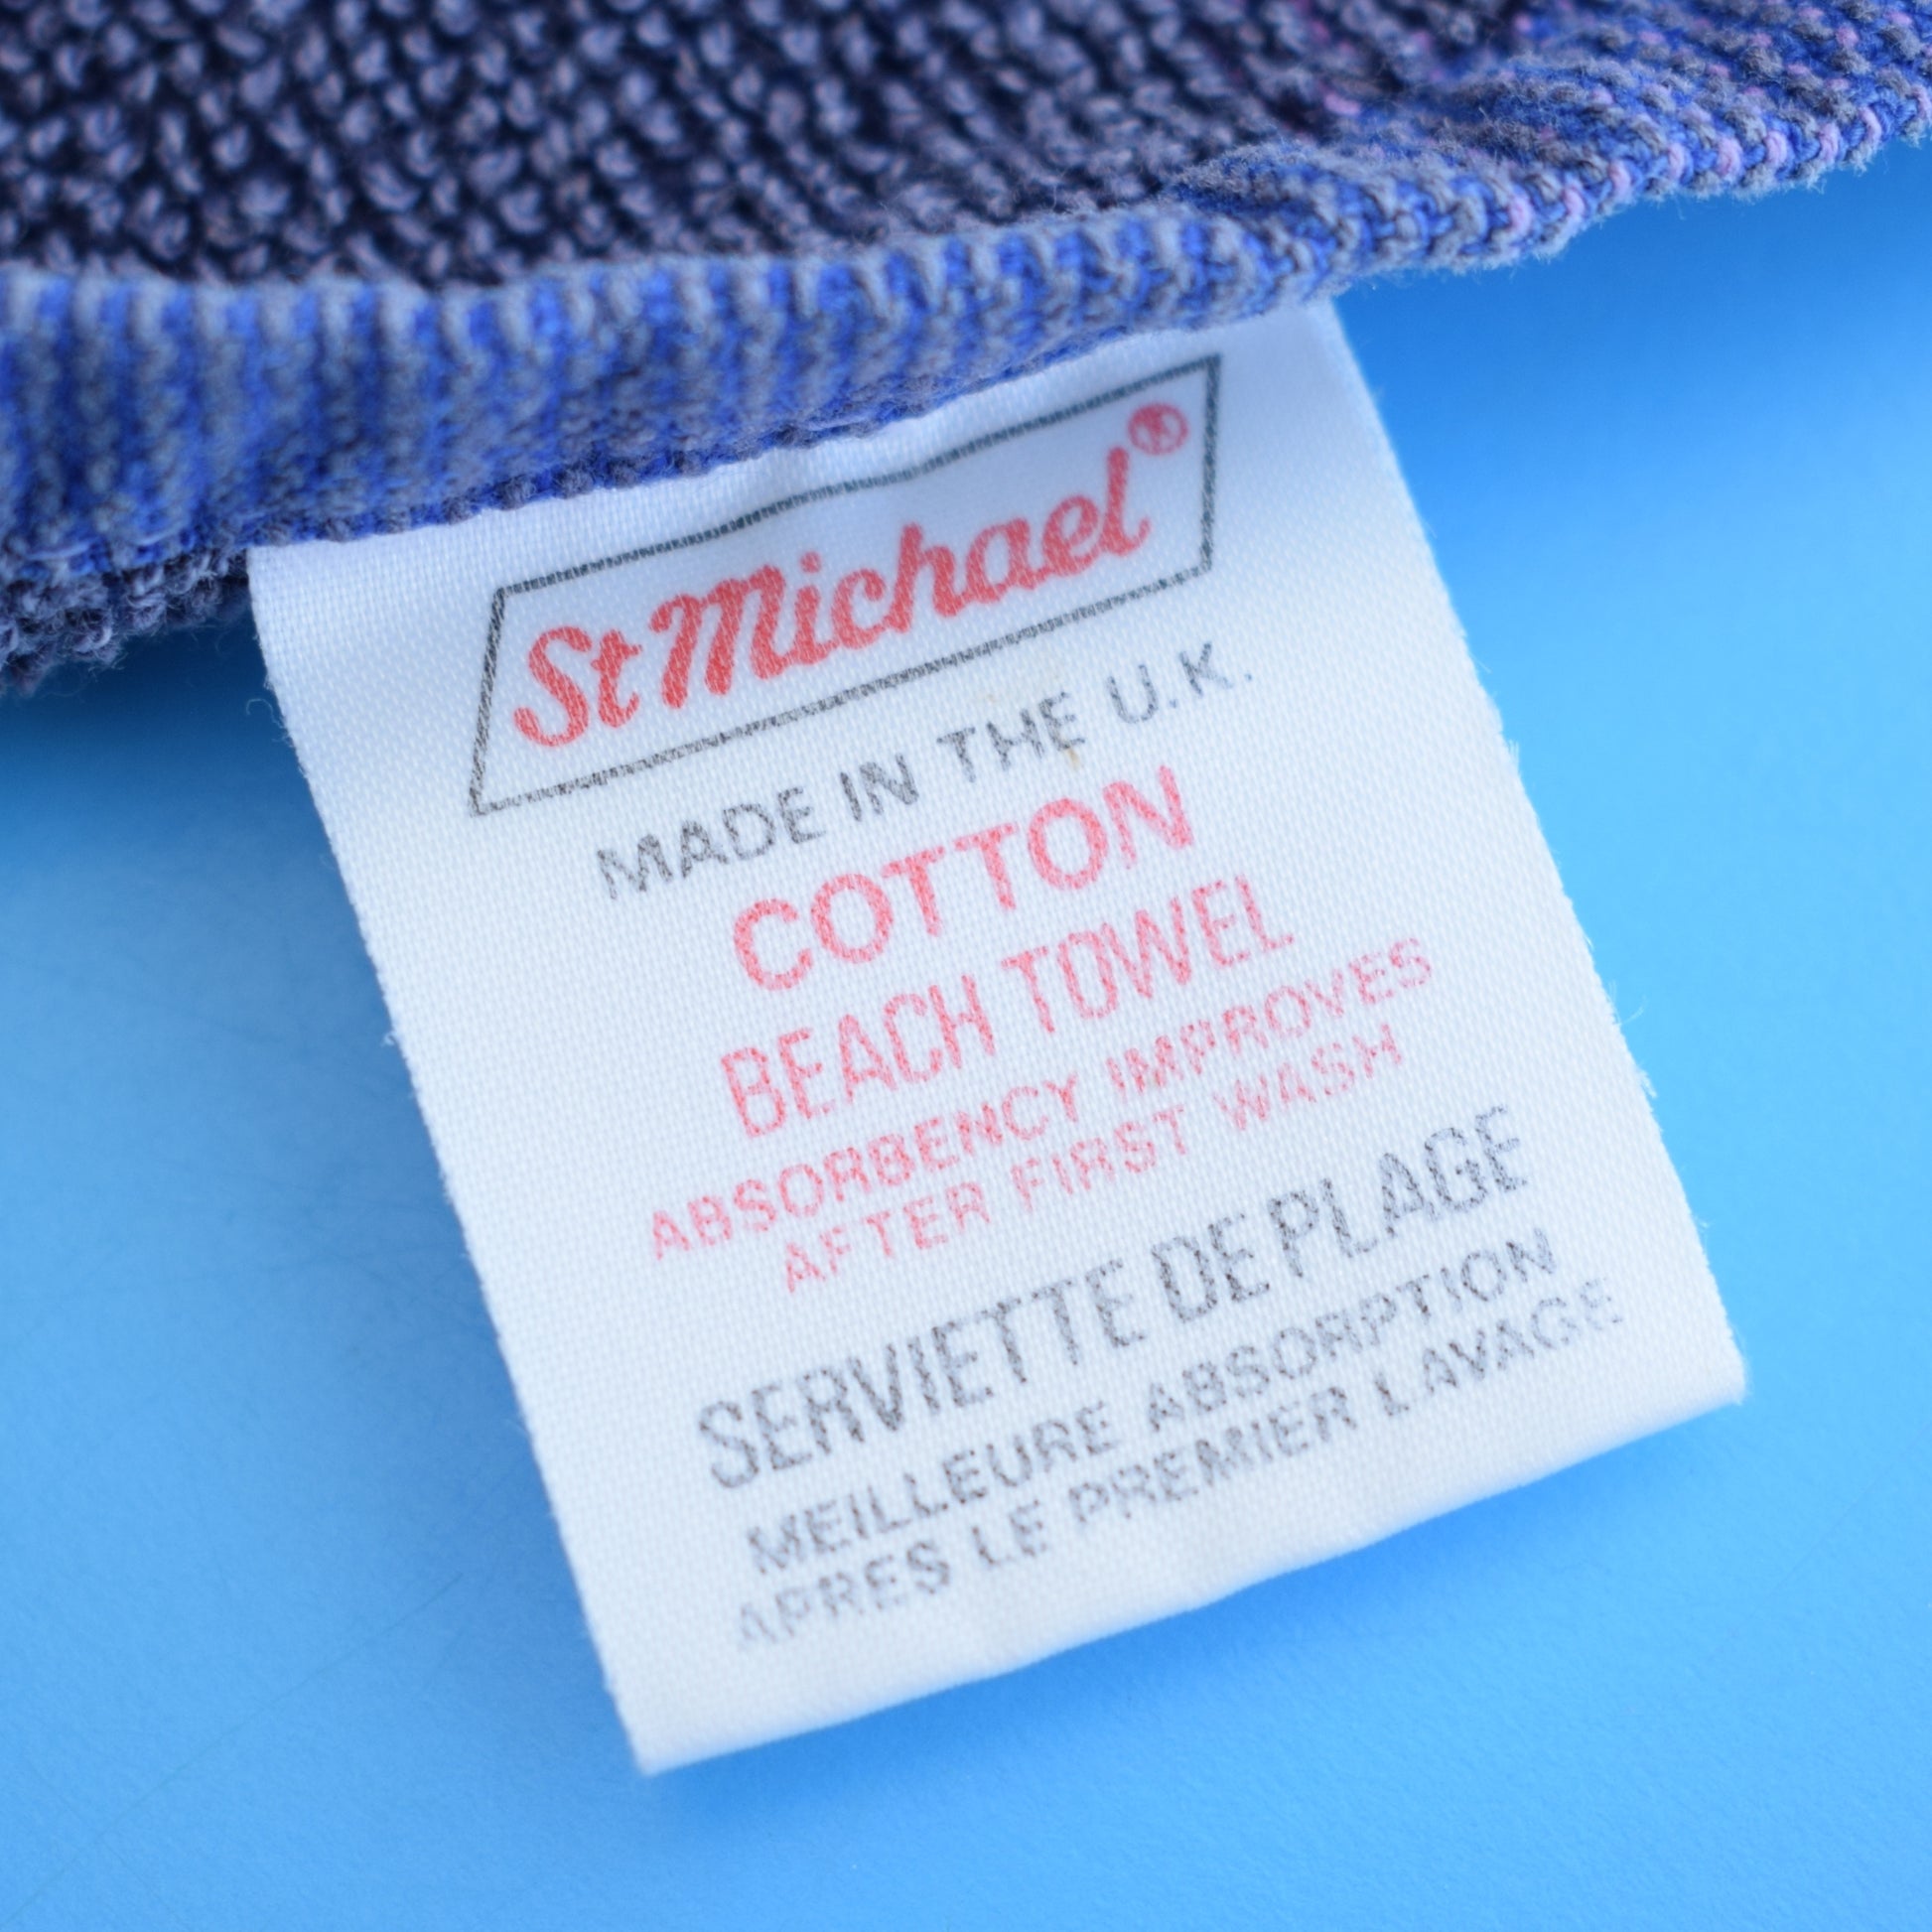 St Michael®
MADE IN THE U.K.
COTTON
BEACH TOWEL
ABSORBENCY IMPROVES
AFTER FIRST WASH
SERVIETTE DE PLAGE
MEILLEURE ABSORPTION
APRES LE PREMIER LAVAGE